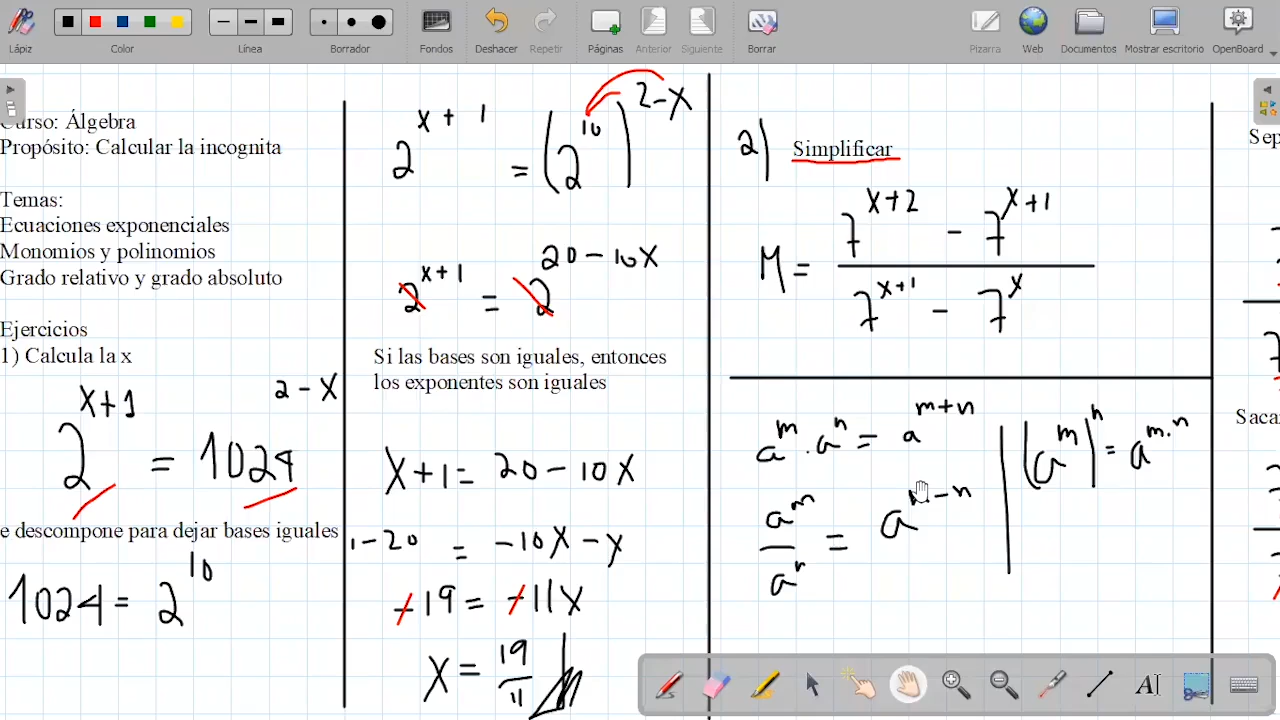 Lápiz
Color
Línea
Borrador
Fondos
Deshacer
Repetir
Páginas
Anterior
Siguiente
Borrar
Pizarra
Web
Documentos
Mostrar escritorio
OpenBoard
Curso: Álgebra
Propósito: Calcular la incognita
Temas:
Ecuaciones exponenciales
Monomios y polinomios
Grado relativo y grado absoluto
Ejercicios
1) Calcula la x
2^(x+1) = 1024^(2-x)
e descompone para dejar bases iguales
1024 = 2^10
2^(x+1) = (2^10)^(2-x)
2^(x+1) = 2^(20-10x)
Si las bases son iguales, entonces
los exponentes son iguales
x+1 = 20-10x
1-20 = -10x-x
-19 = -11x
x = 19/11
2) Simplificar
M = (7^(x+2) - 7^(x+1)) / (7^(x+1) - 7^x)
a^m . a^n = a^(m+n)
(a^m)^n = a^(m.n)
a^m / a^n = a^(m-n)
Sep
Saca